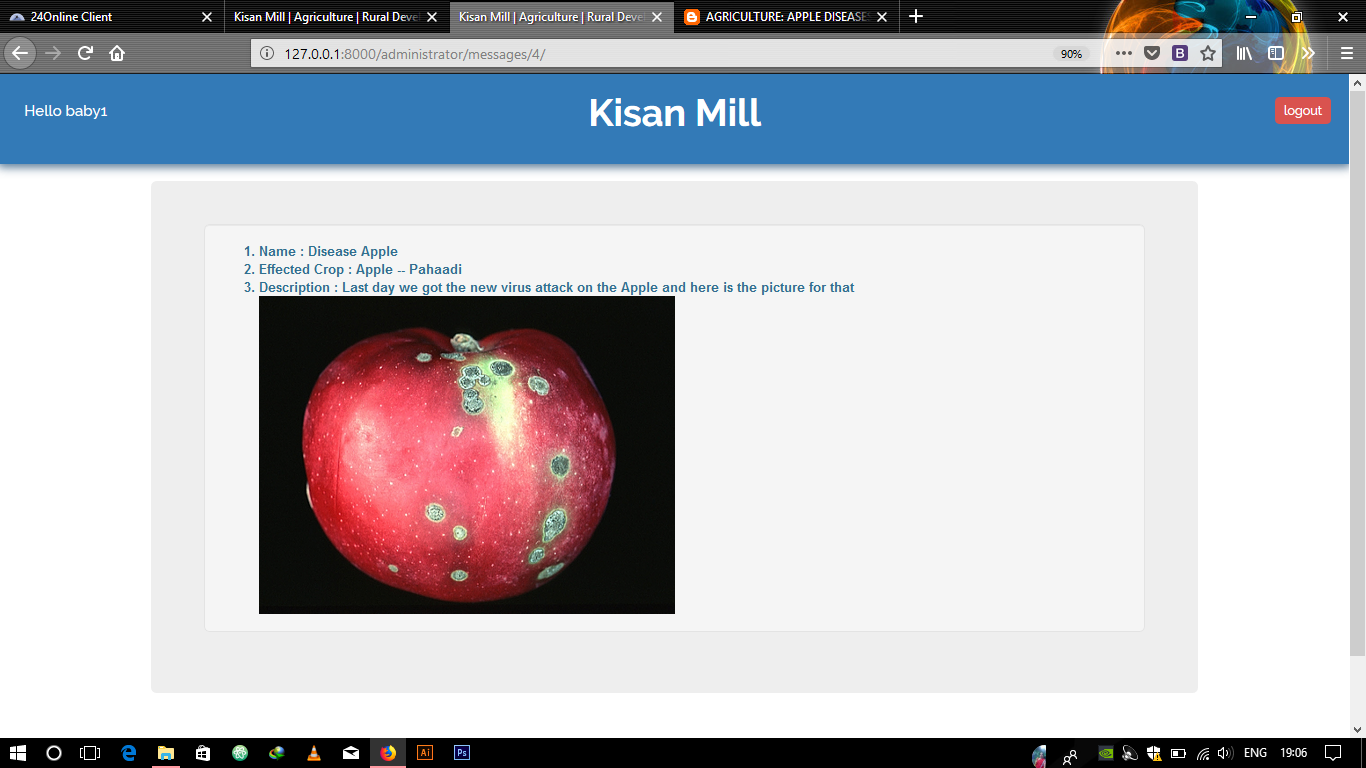 24Online Client
Kisan Mill | Agriculture | Rural Deve
Kisan Mill | Agriculture | Rural Deve
AGRICULTURE: APPLE DISEASE
127.0.0.1:8000/administrator/messages/4/
90%
Hello baby1
Kisan Mill
logout
1. Name : Disease Apple
2. Effected Crop : Apple -- Pahaadi
3. Description : Last day we got the new virus attack on the Apple and here is the picture for that
Ai
Ps
ENG
19:06